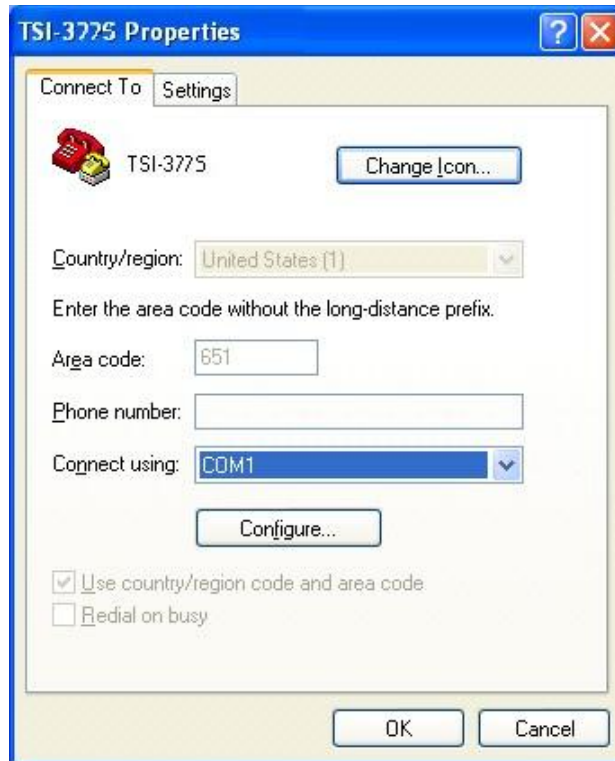 TSI-3775 Properties
Connect To Settings
TSI-3775 Change Icon...
Country/region: United States (1)
Enter the area code without the long-distance prefix.
Area code: 651
Phone number:
Connect using: COM1
Configure...
Use country/region code and area code
Redial on busy
OK Cancel